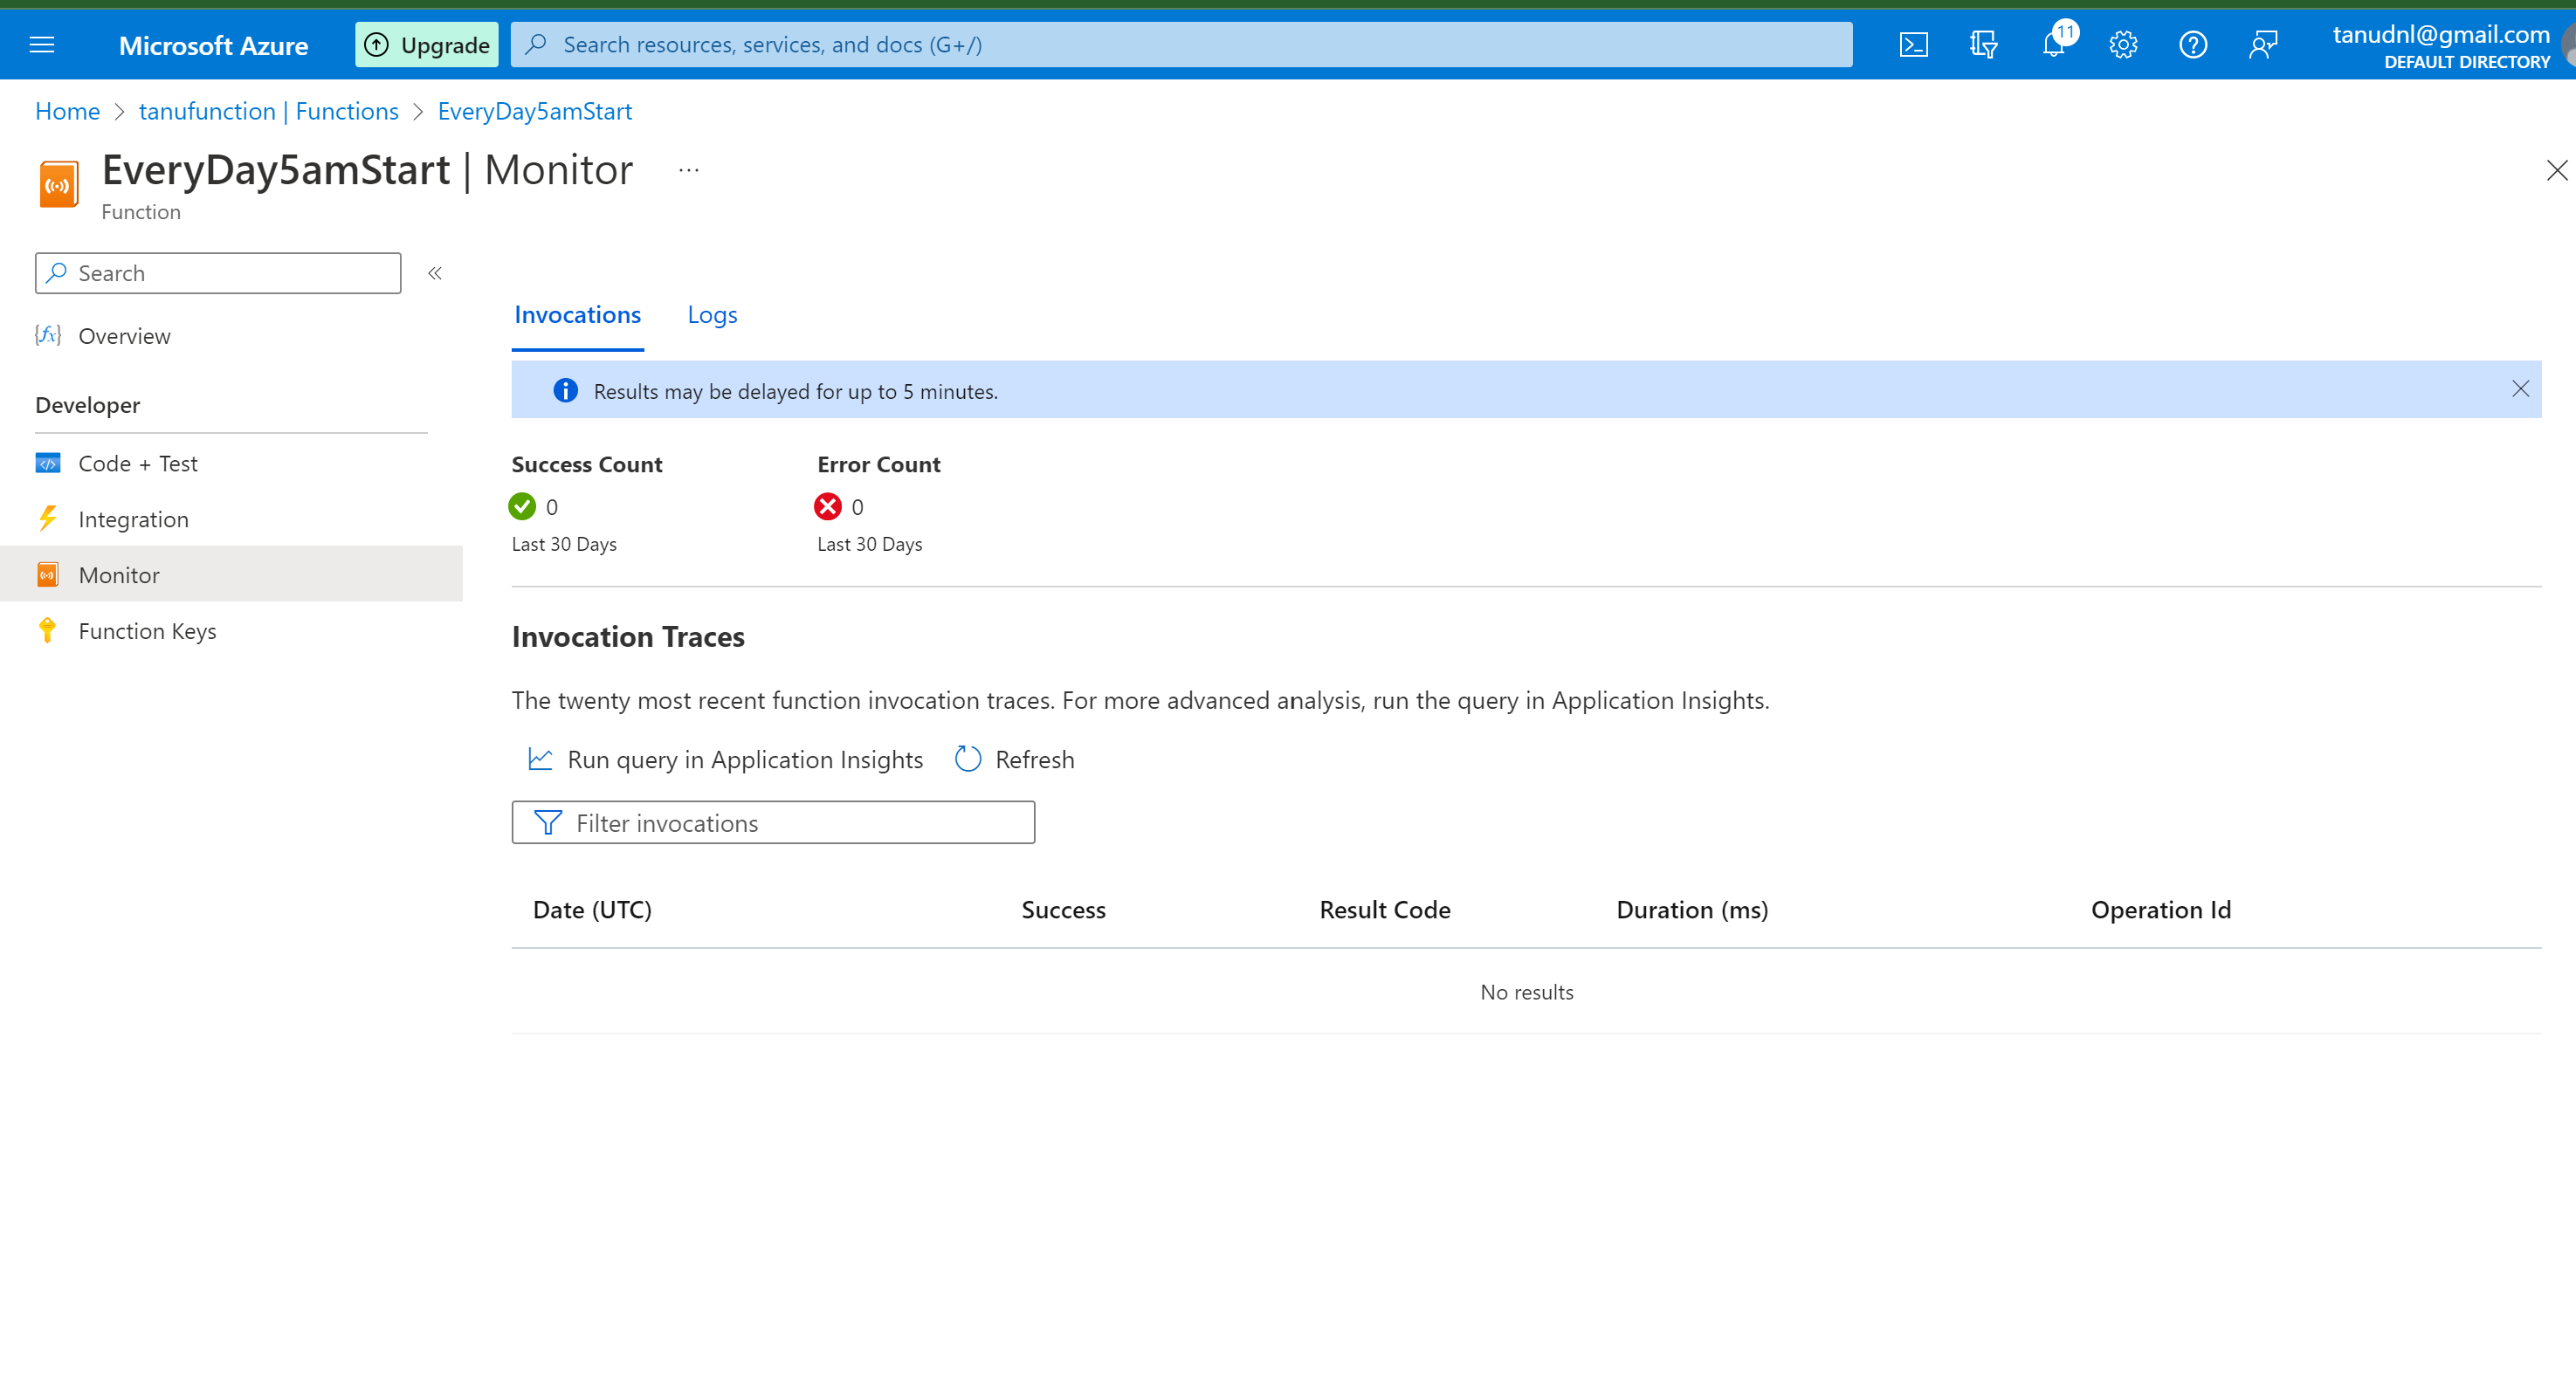 Microsoft Azure
Upgrade
Search resources, services, and docs (G+/)
11
tanudnl@gmail.com
DEFAULT DIRECTORY
Home > tanufunction | Functions > EveryDay5amStart
EveryDay5amStart | Monitor ...
Function
Search
«
Overview
Developer
Code + Test
Integration
Monitor
Function Keys
Invocations Logs
Results may be delayed for up to 5 minutes.
Success Count Error Count
0 0
Last 30 Days Last 30 Days
Invocation Traces
The twenty most recent function invocation traces. For more advanced analysis, run the query in Application Insights.
Run query in Application Insights Refresh
Filter invocations
Date (UTC) Success Result Code Duration (ms) Operation Id
No results